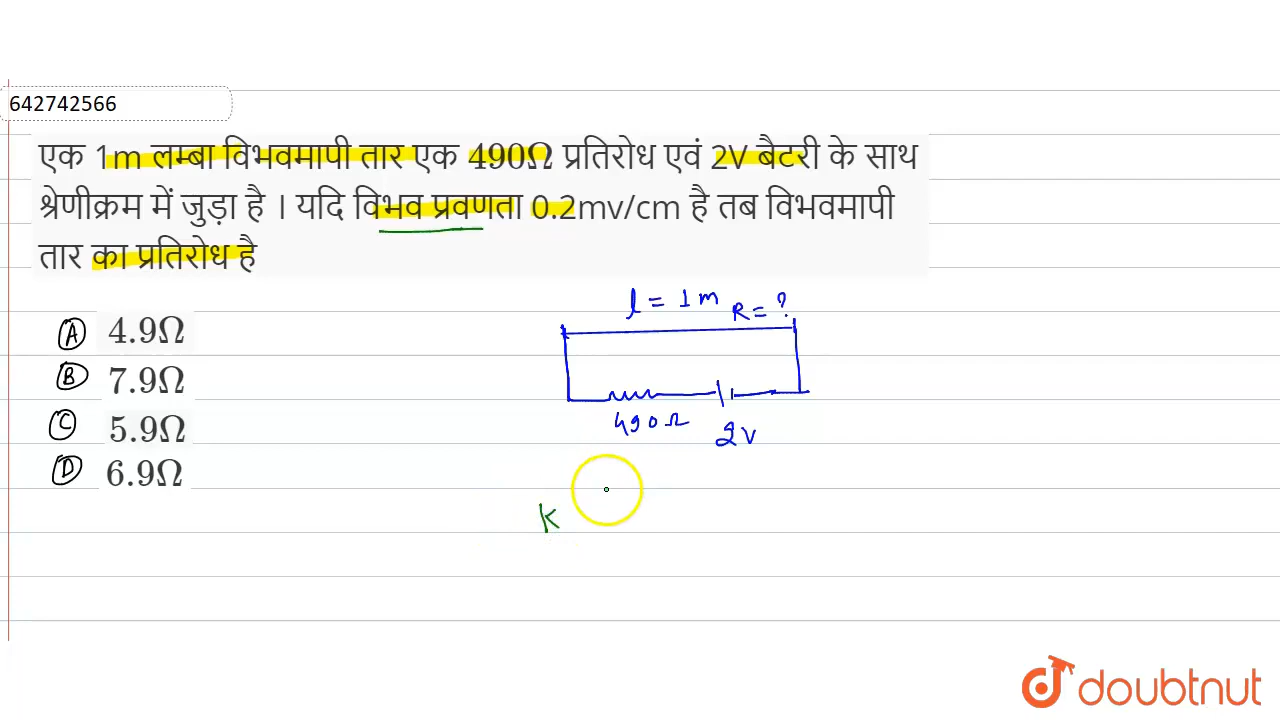 642742566
एक 1m लम्बा विभवमापी तार एक 490Ω प्रतिरोध एवं 2V बैटरी के साथ
श्रेणीक्रम में जुड़ा है । यदि विभव प्रवणता 0.2mv/cm है तब विभवमापी
तार का प्रतिरोध है
l = 1m R = ?
(A) 4.9Ω
(B) 7.9Ω
490Ω 2V
(C) 5.9Ω
(D) 6.9Ω
K
doubtnut